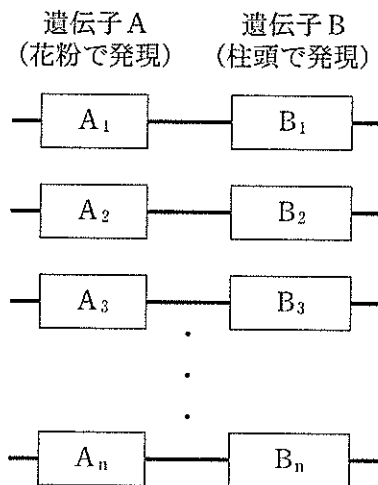 遺伝子A 遺伝子B
(花粉で発現) (柱頭で発現)
A₁ B₁
A₂ B₂
A₃ B₃
Aₙ Bₙ